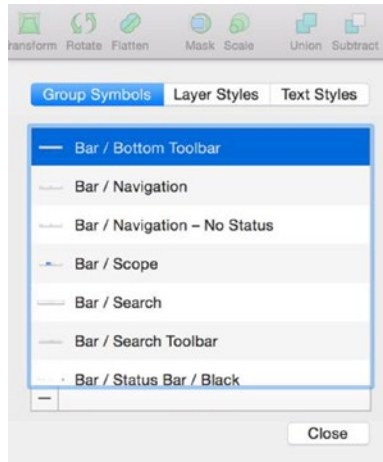 Transform Rotate Flatten Mask Scale Union Subtract
Group Symbols Layer Styles Text Styles
Bar / Bottom Toolbar
Bar / Navigation
Bar / Navigation – No Status
Bar / Scope
Bar / Search
Bar / Search Toolbar
Bar / Status Bar / Black
Close